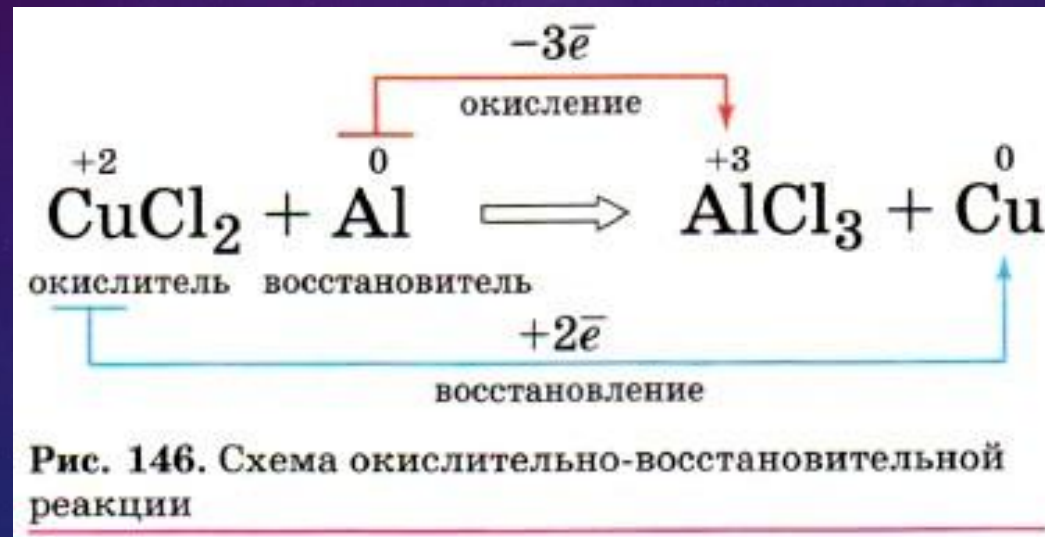 −3e̅
окисление
+2 0 +3 0
CuCl₂ + Al ⟹ AlCl₃ + Cu
окислитель восстановитель
+2e̅
восстановление
Рис. 146. Схема окислительно-восстановительной
реакции